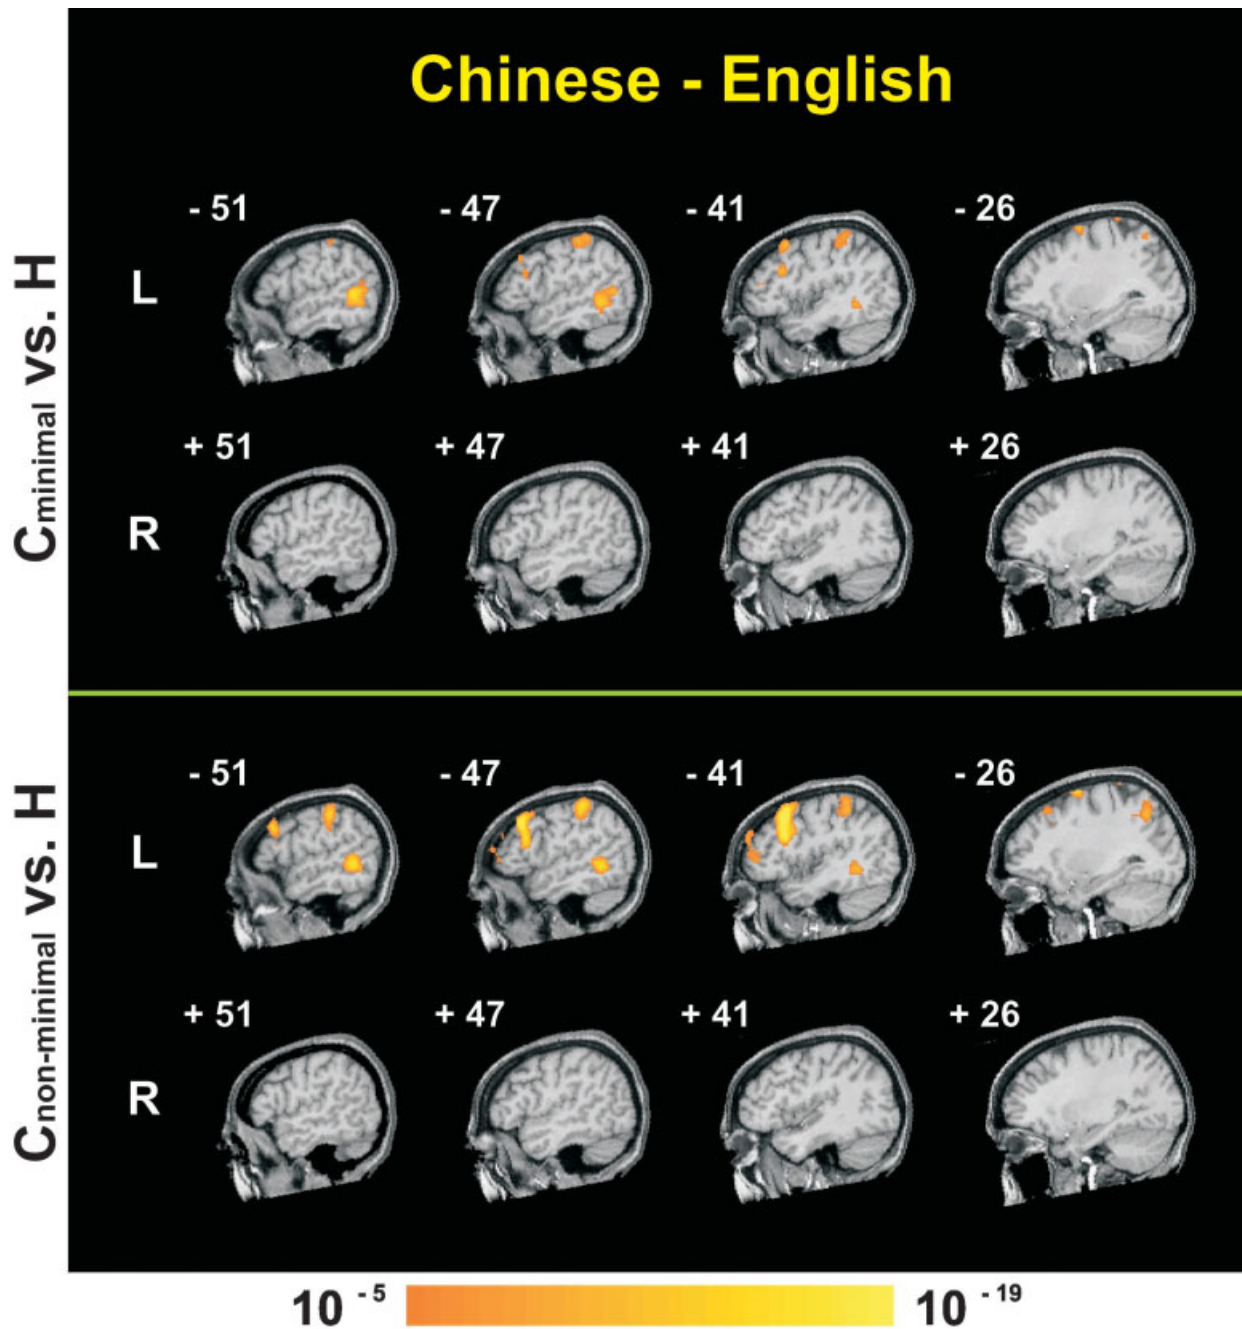 Chinese - English
Cminimal vs. H
- 51 - 47 - 41 - 26
L
+ 51 + 47 + 41 + 26
R
Cnon-minimal vs. H
- 51 - 47 - 41 - 26
L
+ 51 + 47 + 41 + 26
R
10 -5 10 -19